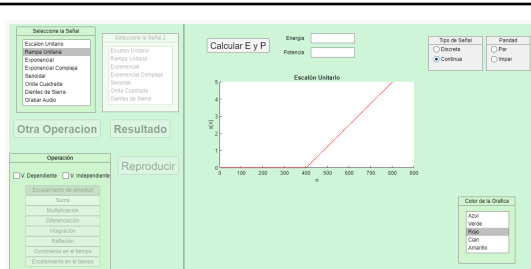 Seleccione la Señal
Escalon Unitario
Rampa Unitaria
Exponencial
Exponencial Compleja
Senoidal
Onda Cuadrada
Dientes de Sierra
Grabar Audio
Seleccione la Señal 2
Escalon Unitario
Rampa Unitaria
Exponencial
Exponencial Compleja
Senoidal
Onda Cuadrada
Dientes de Sierra
Otra Operacion
Resultado
Reproducir
Operación
V. Dependiente
V. Independiente
Escalamiento de amplitud
Suma
Multiplicación
Diferenciación
Integracion
Reflexión
Corrimiento en el tiempo
Escalamiento en el tiempo
Calcular E y P
Energia
Potencia
Tipo de Señal
Discreta
Continua
Paridad
Par
Impar
Escalón Unitario
x(n)
5
4
3
2
1
0
0 100 200 300 400 500 600 700 800 900
n
Color de la Grafica
Azul
Verde
Rojo
Cian
Amarillo